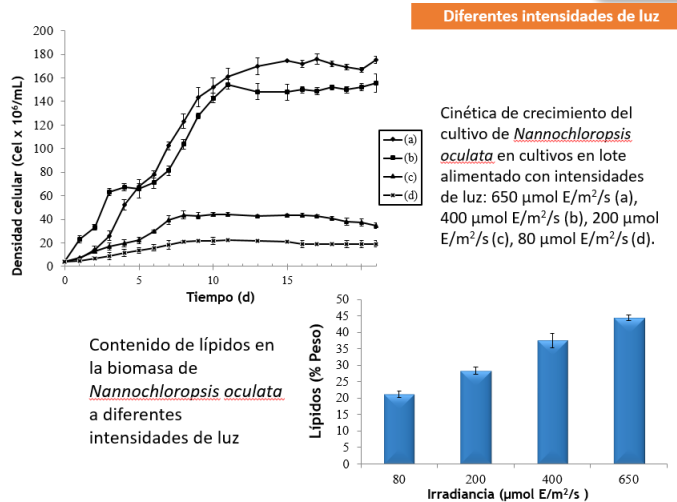 Diferentes intensidades de luz
Densidad celular (Cel x 10⁶/mL)
200
180
160
140
120
100
80
60
40
20
0
0
5
10
15
Tiempo (d)
(a)
(b)
(c)
(d)
Cinética de crecimiento del
cultivo de Nannochloropsis
oculata en cultivos en lote
alimentado con intensidades
de luz: 650 µmol E/m²/s (a),
400 µmol E/m²/s (b), 200 µmol
E/m²/s (c), 80 µmol E/m²/s (d).
Contenido de lípidos en
la biomasa de
Nannochloropsis oculata
a diferentes
intensidades de luz
Lípidos (% Peso)
50
45
40
35
30
25
20
15
10
5
0
80
200
400
650
Irradiancia (µmol E/m²/s )